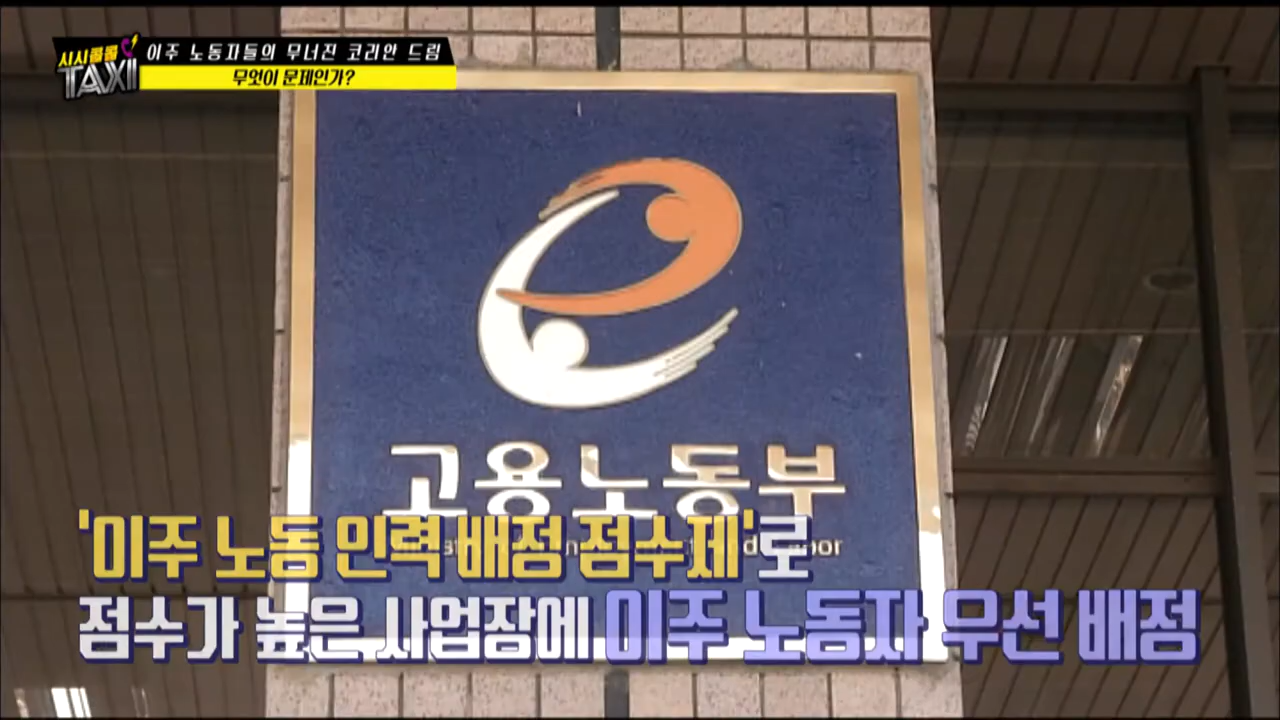 시시콜콜
TAXI
이주 노동자들의 무너진 코리안 드림
무엇이 문제인가?
고용노동부
'이주 노동 인력 배정 점수제'로
점수가 높은 사업장에 이주 노동자 우선 배정